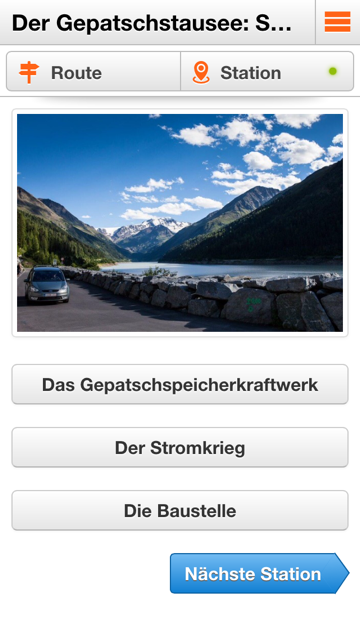 Der Gepatschstausee: S...
Route
Station
Das Gepatschspeicherkraftwerk
Der Stromkrieg
Die Baustelle
Nächste Station